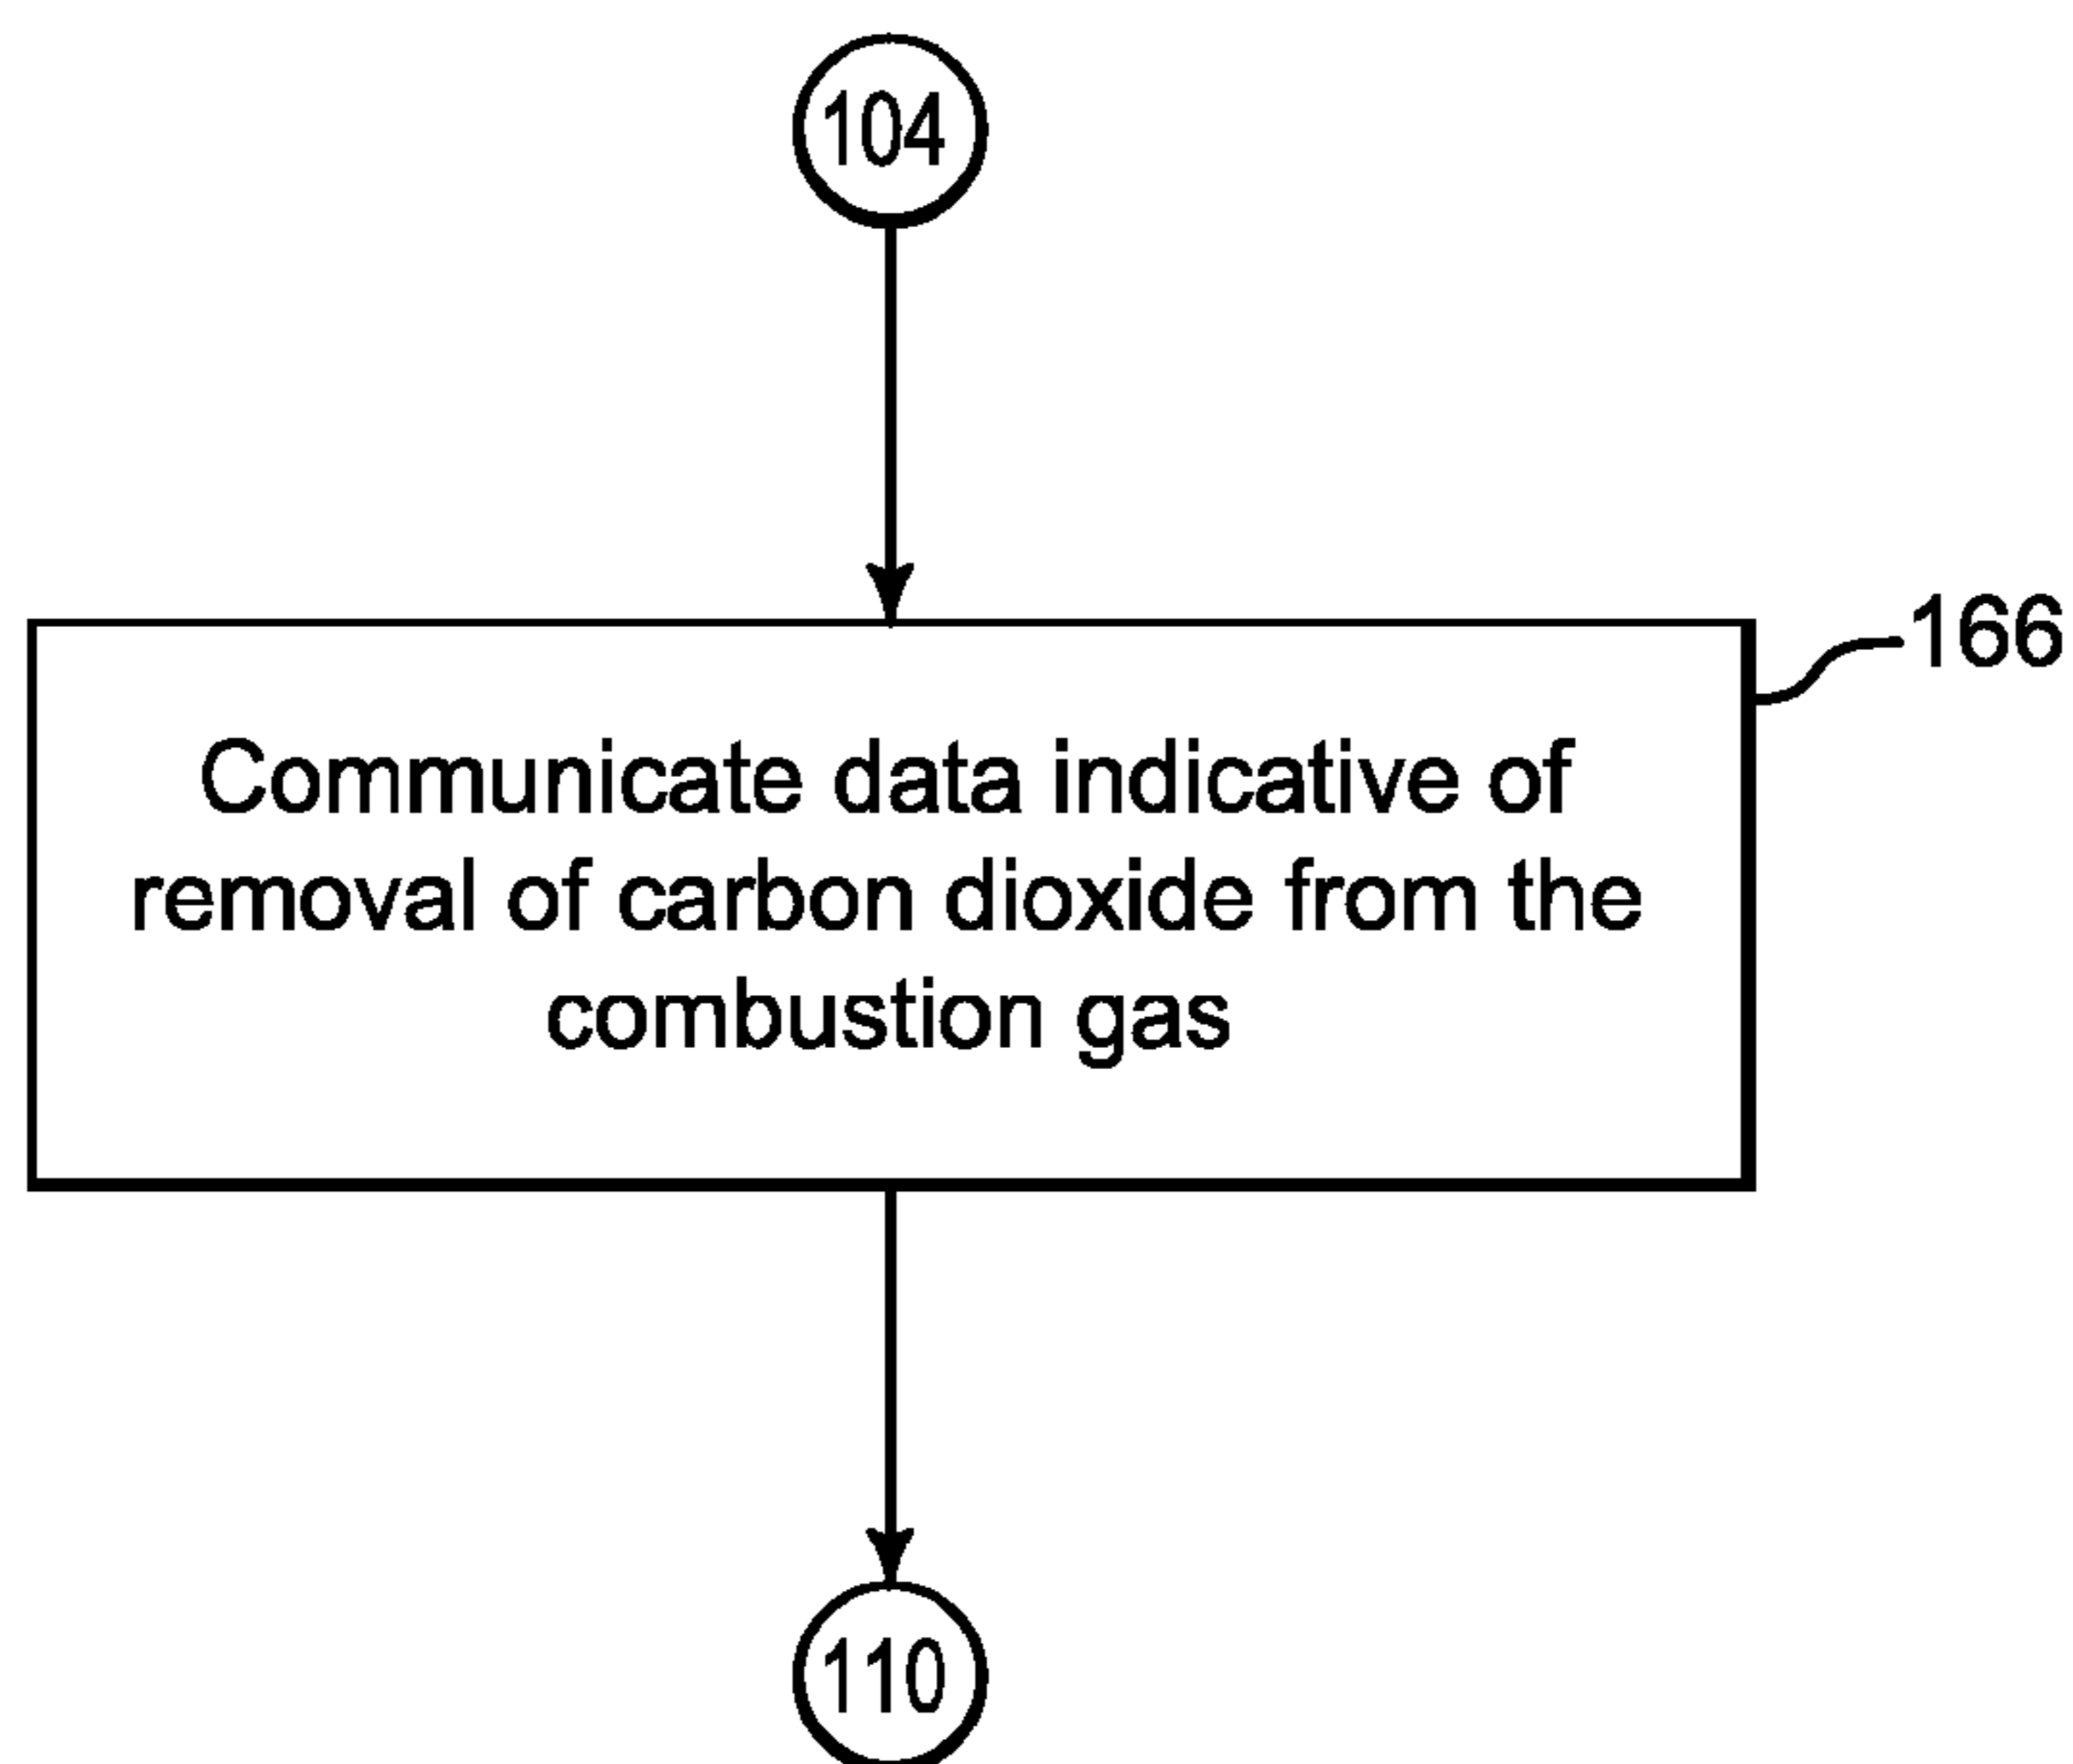 104
166
Communicate data indicative of
removal of carbon dioxide from the
combustion gas
110